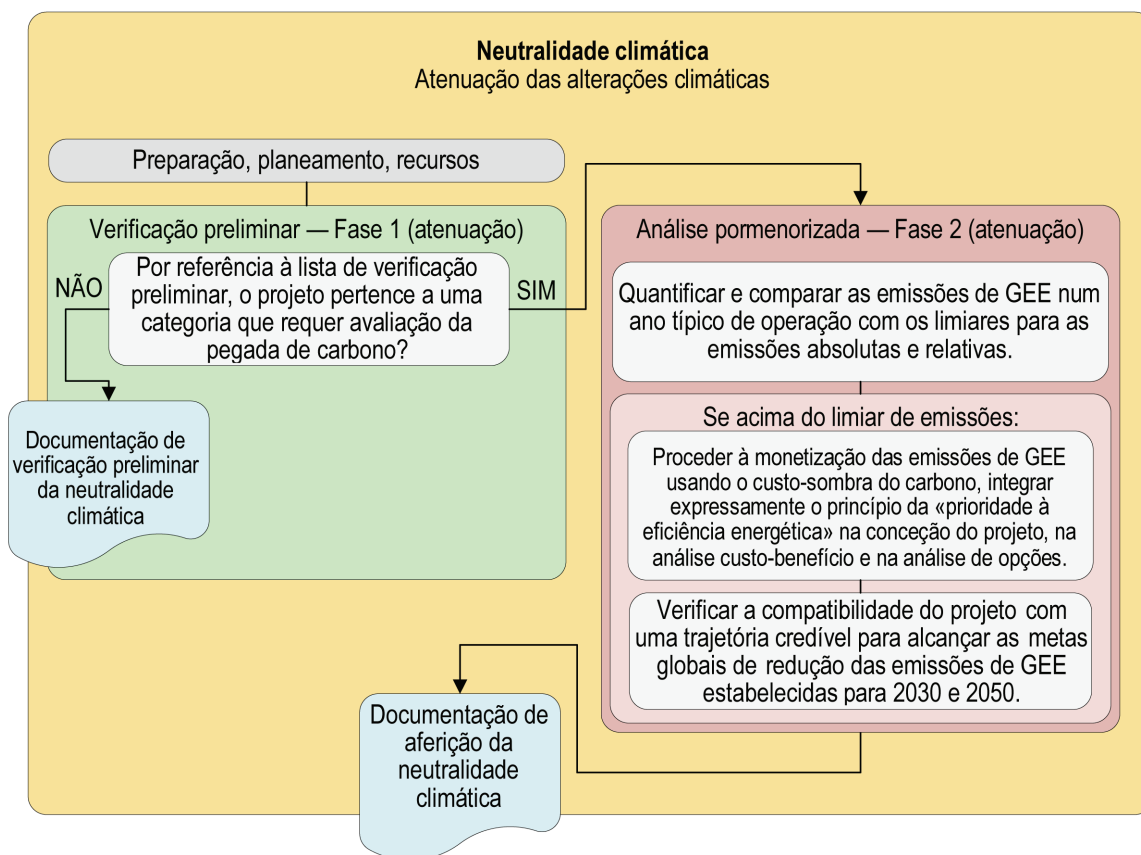 Neutralidade climática
Atenuação das alterações climáticas
Preparação, planeamento, recursos
Verificação preliminar — Fase 1 (atenuação)
NÃO
Por referência à lista de verificação
preliminar, o projeto pertence a uma
categoria que requer avaliação da
pegada de carbono?
SIM
Documentação de
verificação preliminar
da neutralidade
climática
Análise pormenorizada — Fase 2 (atenuação)
Quantificar e comparar as emissões de GEE num
ano típico de operação com os limiares para as
emissões absolutas e relativas.
Se acima do limiar de emissões:
Proceder à monetização das emissões de GEE
usando o custo-sombra do carbono, integrar
expressamente o princípio da «prioridade à
eficiência energética» na conceção do projeto, na
análise custo-benefício e na análise de opções.
Verificar a compatibilidade do projeto com
uma trajetória credível para alcançar as metas
globais de redução das emissões de GEE
estabelecidas para 2030 e 2050.
Documentação de
aferição da
neutralidade
climática